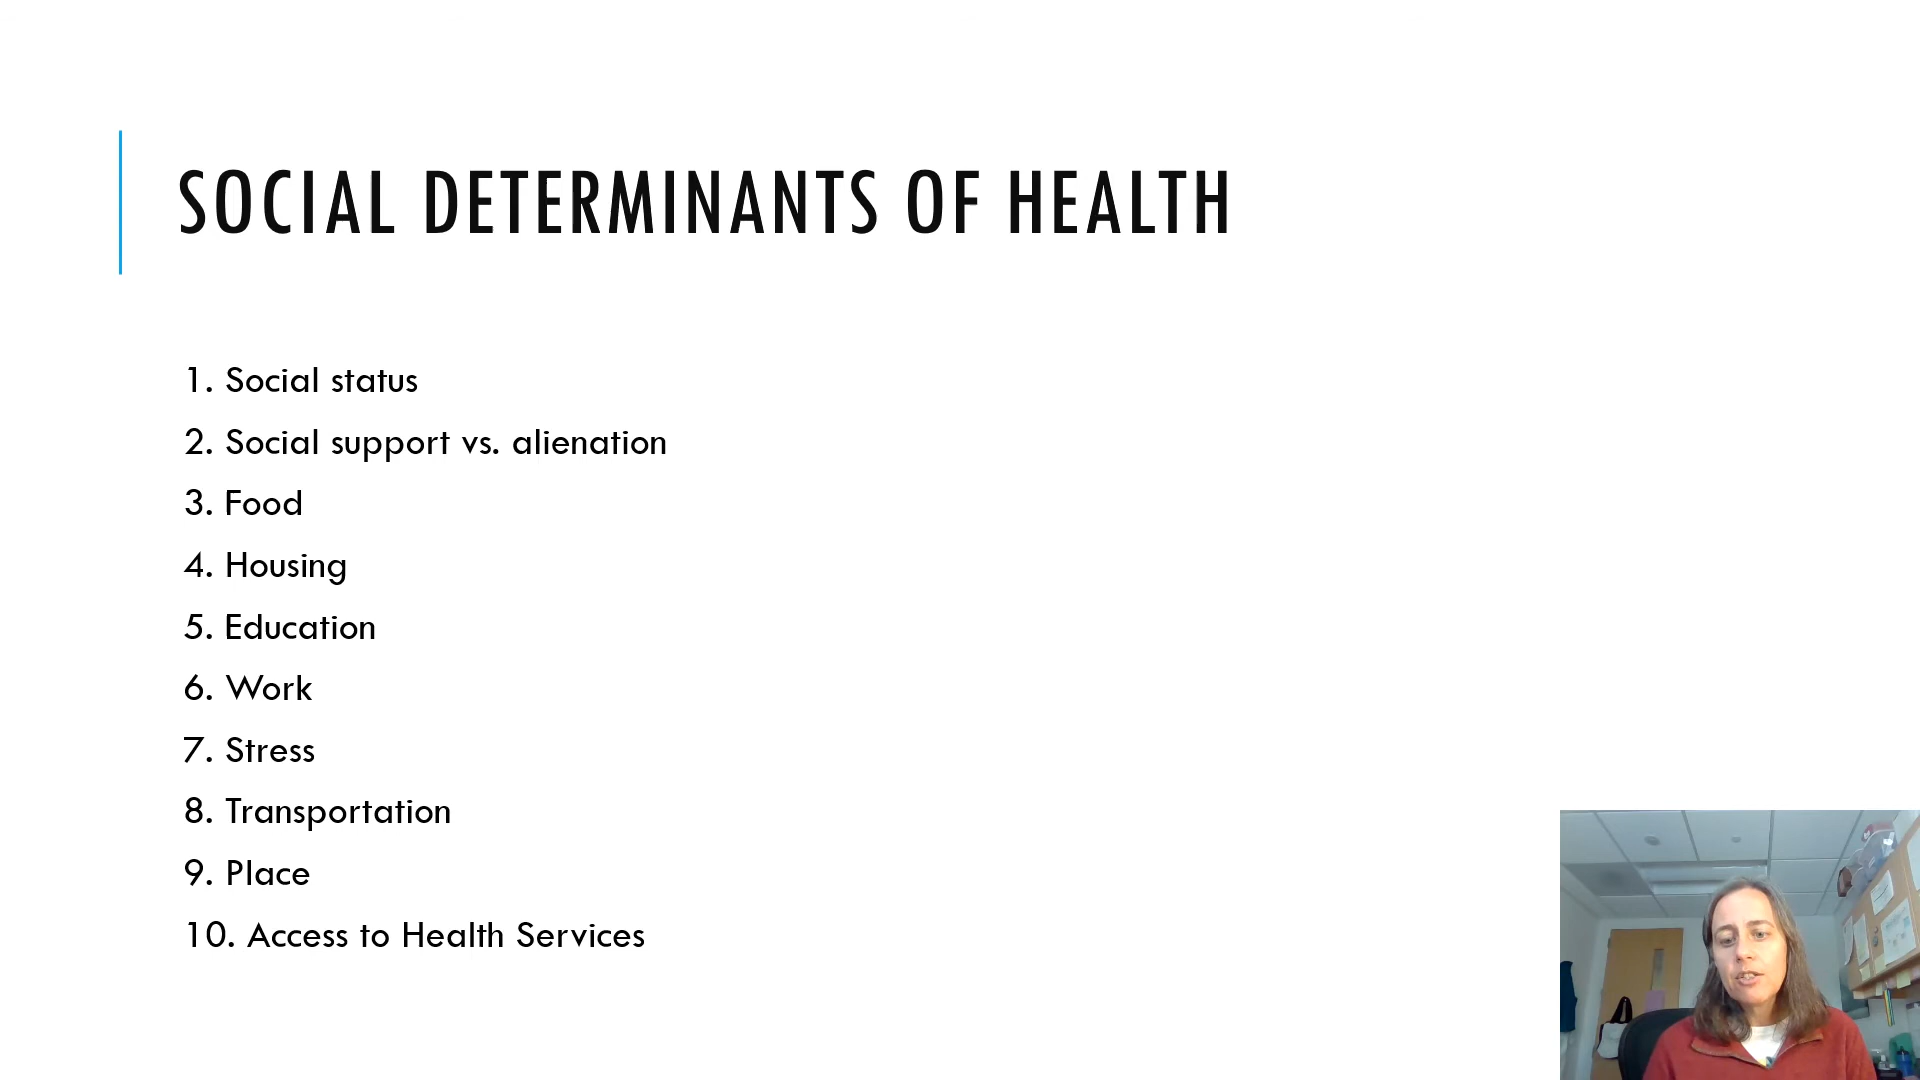 SOCIAL DETERMINANTS OF HEALTH
1. Social status
2. Social support vs. alienation
3. Food
4. Housing
5. Education
6. Work
7. Stress
8. Transportation
9. Place
10. Access to Health Services